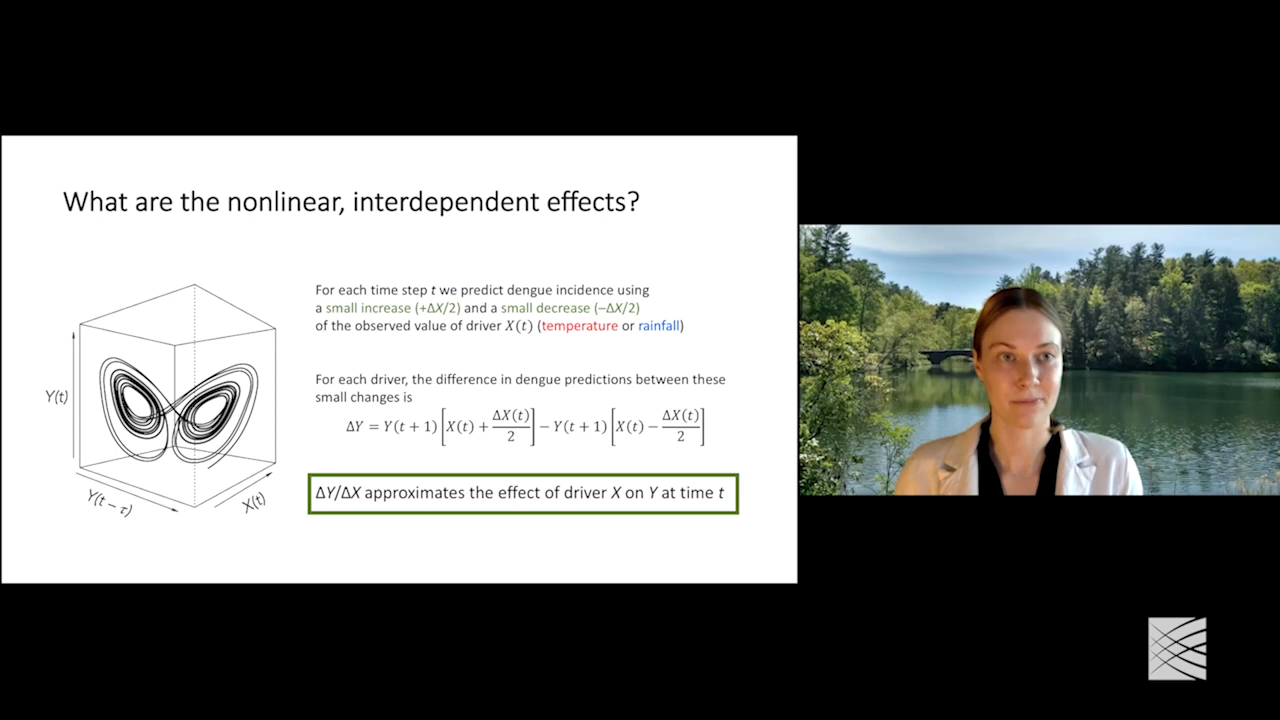 What are the nonlinear, interdependent effects?
For each time step t we predict dengue incidence using
a small increase (+ΔX/2) and a small decrease (−ΔX/2)
of the observed value of driver X(t) (temperature or rainfall)
For each driver, the difference in dengue predictions between these
small changes is
ΔY = Y(t + 1) [X(t) + ΔX(t)/2] − Y(t + 1) [X(t) − ΔX(t)/2]
ΔY/ΔX approximates the effect of driver X on Y at time t
Y(t)
Y(t − τ)
X(t)